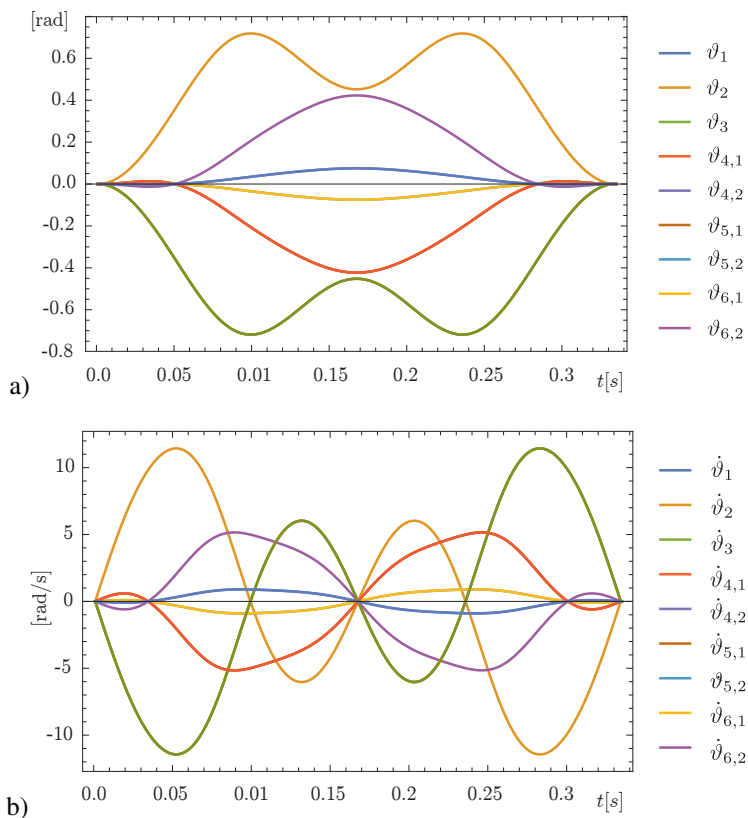 [rad]
0.6
0.4
0.2
0.0
-0.2
-0.4
-0.6
-0.8
0.0 0.05 0.01 0.15 0.2 0.25 0.3
t[s]
a)
ϑ1
ϑ2
ϑ3
ϑ4,1
ϑ4,2
ϑ5,1
ϑ5,2
ϑ6,1
ϑ6,2
[rad/s]
10
5
0
-5
-10
0.0 0.05 0.01 0.15 0.2 0.25 0.3
t[s]
b)
ϑ̇1
ϑ̇2
ϑ̇3
ϑ̇4,1
ϑ̇4,2
ϑ̇5,1
ϑ5,2
ϑ̇6,1
ϑ̇6,2